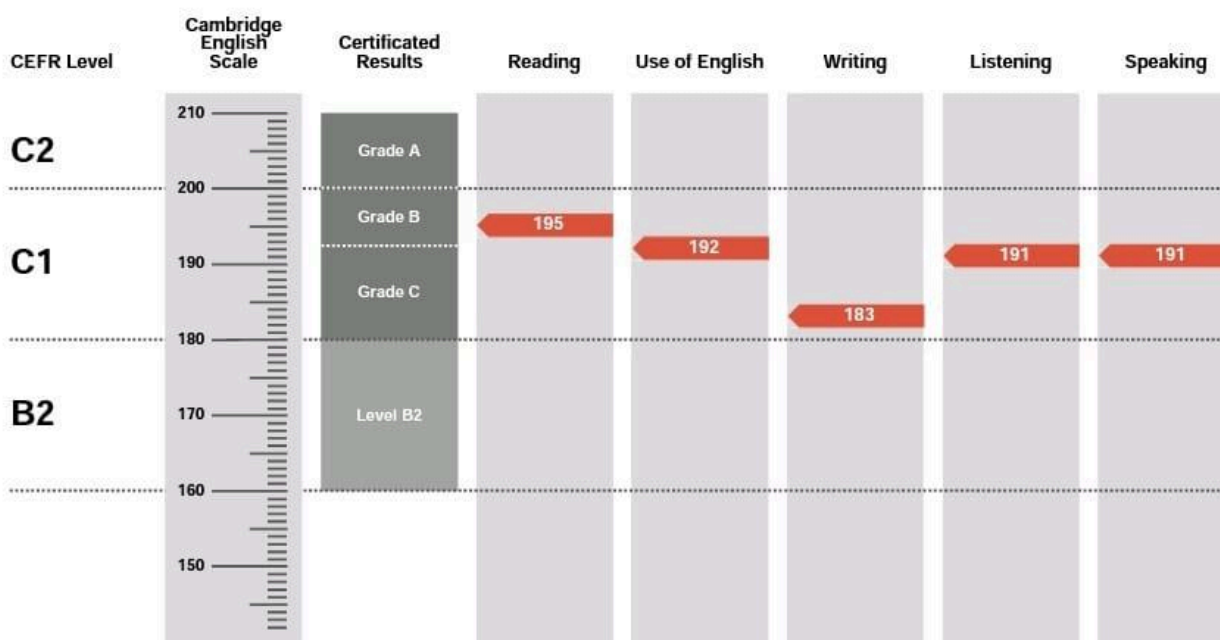 CEFR Level
Cambridge
English
Scale
Certificated
Results
Reading
Use of English
Writing
Listening
Speaking
210
C2
Grade A
200
Grade B
195
192
C1
190
191
191
Grade C
183
180
B2
170
Level B2
160
150